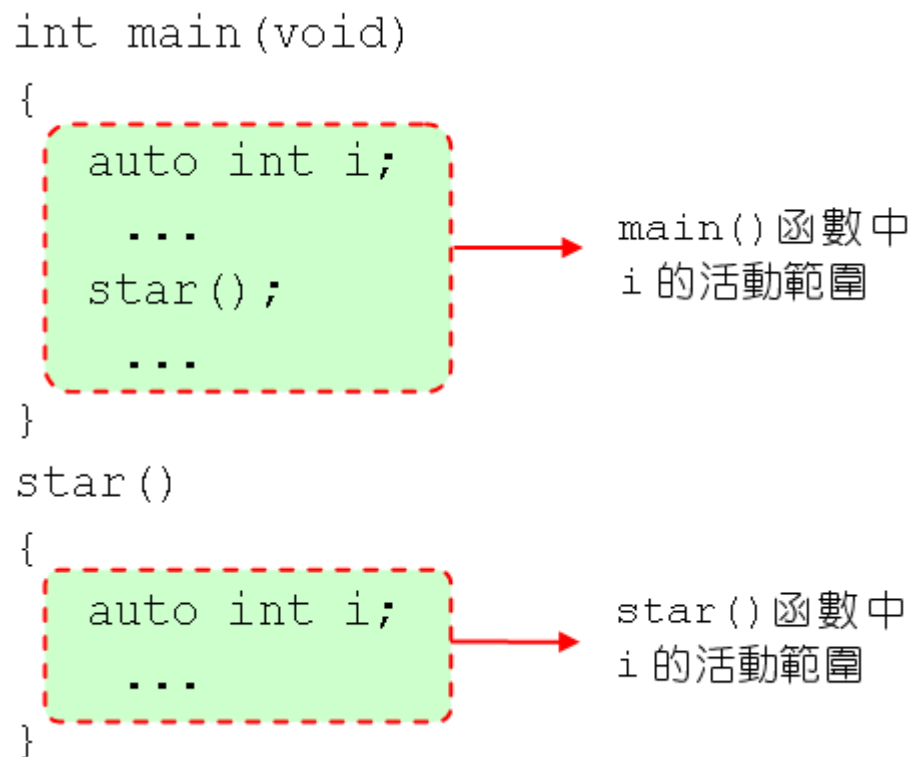 int main(void)
{
auto int i;
...
star();
...
}
main()函數中
i 的活動範圍
star()
{
auto int i;
...
}
star()函數中
i 的活動範圍